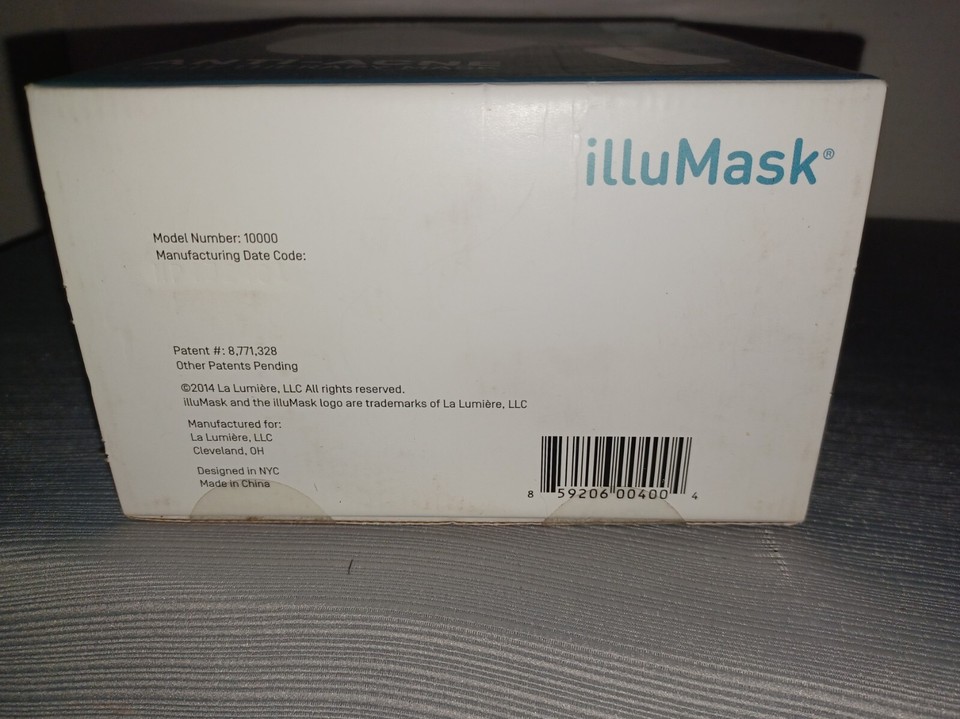 ANTI-ACNE
illuMask®
Model Number: 10000
Manufacturing Date Code:
Patent #: 8,771,328
Other Patents Pending
©2014 La Lumière, LLC All rights reserved.
illuMask and the illuMask logo are trademarks of La Lumière, LLC
Manufactured for:
La Lumière, LLC
Cleveland, OH
Designed in NYC
Made in China
8 59206 00400 4